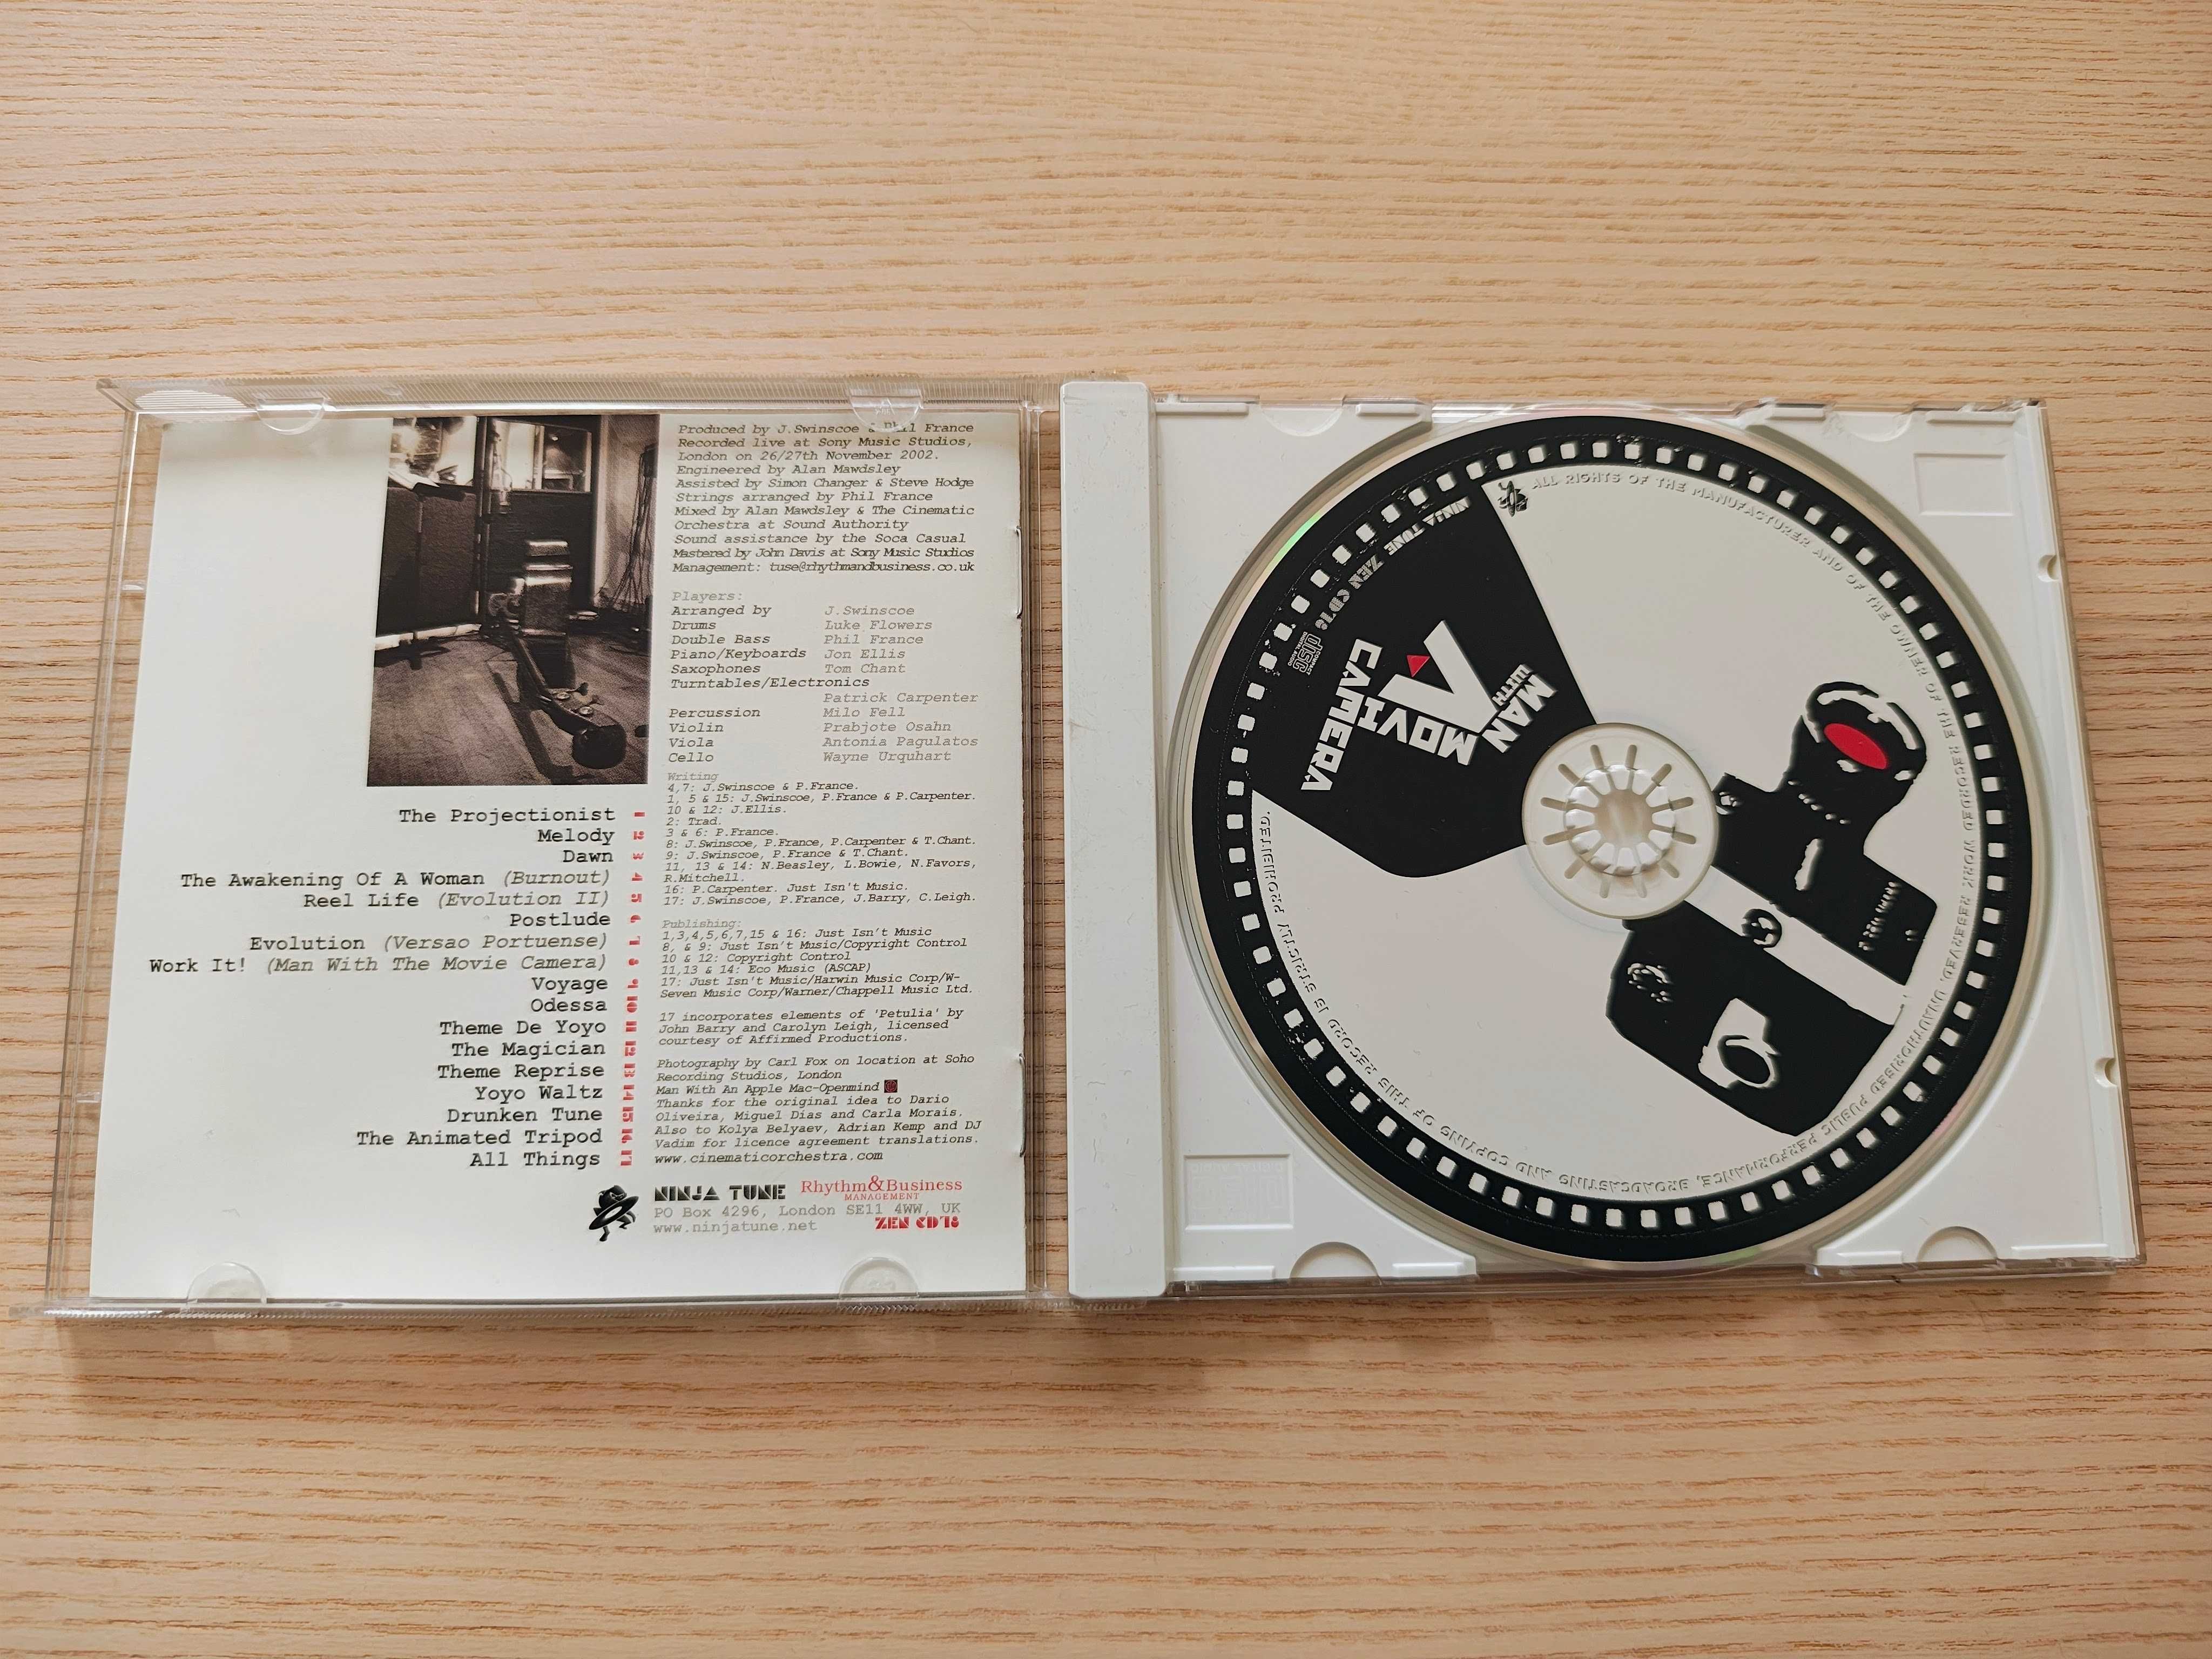 Produced by J.Swinscoe & Phil France
Recorded live at Sony Music Studios,
London on 26/27th November 2002.
Engineered by Alan Mawdsley
Assisted by Simon Changer & Steve Hodge
Strings arranged by Phil France
Mixed by Alan Mawdsley & The Cinematic
Orchestra at Sound Authority
Sound assistance by the Soca Casual
Mastered by John Davis at Sony Music Studios
Management: tuse@rhythmandbusiness.co.uk
Players:
Arranged by J.Swinscoe
Drums Luke Flowers
Double Bass Phil France
Piano/Keyboards Jon Ellis
Saxophones Tom Chant
Turntables/Electronics
Patrick Carpenter
Percussion Milo Fell
Violin Prabjote Osahn
Viola Antonia Pagulatos
Cello Wayne Urquhart
Writing
4,7: J.Swinscoe & P.France.
1, 5 & 15: J.Swinscoe, P.France & P.Carpenter.
10 & 12: J.Ellis.
2: Trad.
3 & 6: P.France.
8: J.Swinscoe, P.France, P.Carpenter & T.Chant.
9: J.Swinscoe, P.France & T.Chant.
11, 13 & 14: N.Beasley, L.Bowie, N.Favors,
R.Mitchell.
16: P.Carpenter. Just Isn't Music.
17: J.Swinscoe, P.France, J.Barry, C.Leigh.
Publishing:
1,3,4,5,6,7,15 & 16: Just Isn't Music
8, & 9: Just Isn't Music/Copyright Control
10 & 12: Copyright Control
11,13 & 14: Eco Music (ASCAP)
17: Just Isn't Music/Harwin Music Corp/W-
Seven Music Corp/Warner/Chappell Music Ltd.
17 incorporates elements of 'Petulia' by
John Barry and Carolyn Leigh, licensed
courtesy of Affirmed Productions.
Photography by Carl Fox on location at Soho
Recording Studios, London
Man With An Apple Mac-Openmind
Thanks for the original idea to Dario
Oliveira, Miguel Dias and Carla Morais.
Also to Kolya Belyaev, Adrian Kemp and DJ
Vadim for licence agreement translations.
www.cinematicorchestra.com
The Projectionist 1
Melody 2
Dawn 3
The Awakening Of A Woman (Burnout) 4
Reel Life (Evolution II) 5
Postlude 6
Evolution (Versao Portuense) 7
Work It! (Man With The Movie Camera) 8
Voyage 9
Odessa 10
Theme De Yoyo 11
The Magician 12
Theme Reprise 13
Yoyo Waltz 14
Drunken Tune 15
The Animated Tripod 16
All Things 17
NINJA TUNE Rhythm&Business
MANAGEMENT
PO Box 4296, London SE11 4WW, UK
www.ninjatune.net ZEN CD78
MAN
WITH
A
MOVIE
CAMERA
NINJA TUNE ZEN CD78
COMPACT
disc
DIGITAL AUDIO
ALL RIGHTS OF THE MANUFACTURER AND OF THE OWNER OF THE RECORDED WORK RESERVED. UNAUTHORISED PUBLIC PERFORMANCE, BROADCASTING AND COPYING OF THIS RECORD IS STRICTLY PROHIBITED.